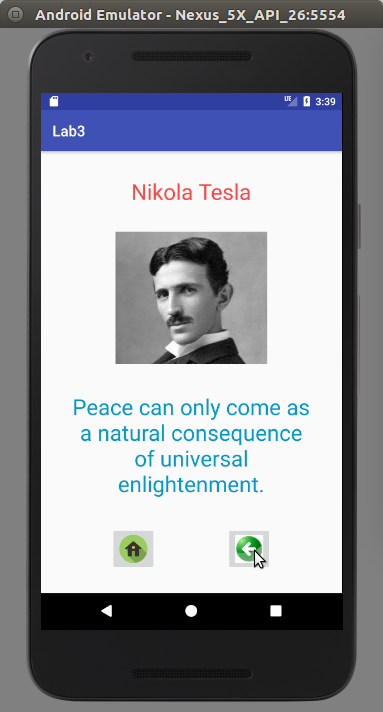 Android Emulator - Nexus_5X_API_26:5554
LTE 3:39
Lab3
Nikola Tesla
Peace can only come as
a natural consequence
of universal
enlightenment.